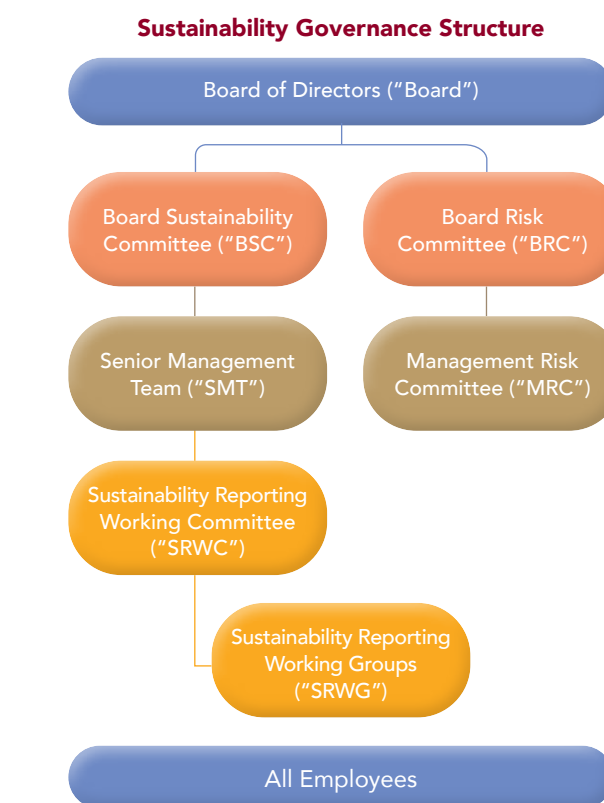 Sustainability Governance Structure
Board of Directors (“Board”)
Board Sustainability
Committee (“BSC”)
Board Risk
Committee (“BRC”)
Senior Management
Team (“SMT”)
Management Risk
Committee (“MRC”)
Sustainability Reporting
Working Committee
(“SRWC”)
Sustainability Reporting
Working Groups
(“SRWG”)
All Employees